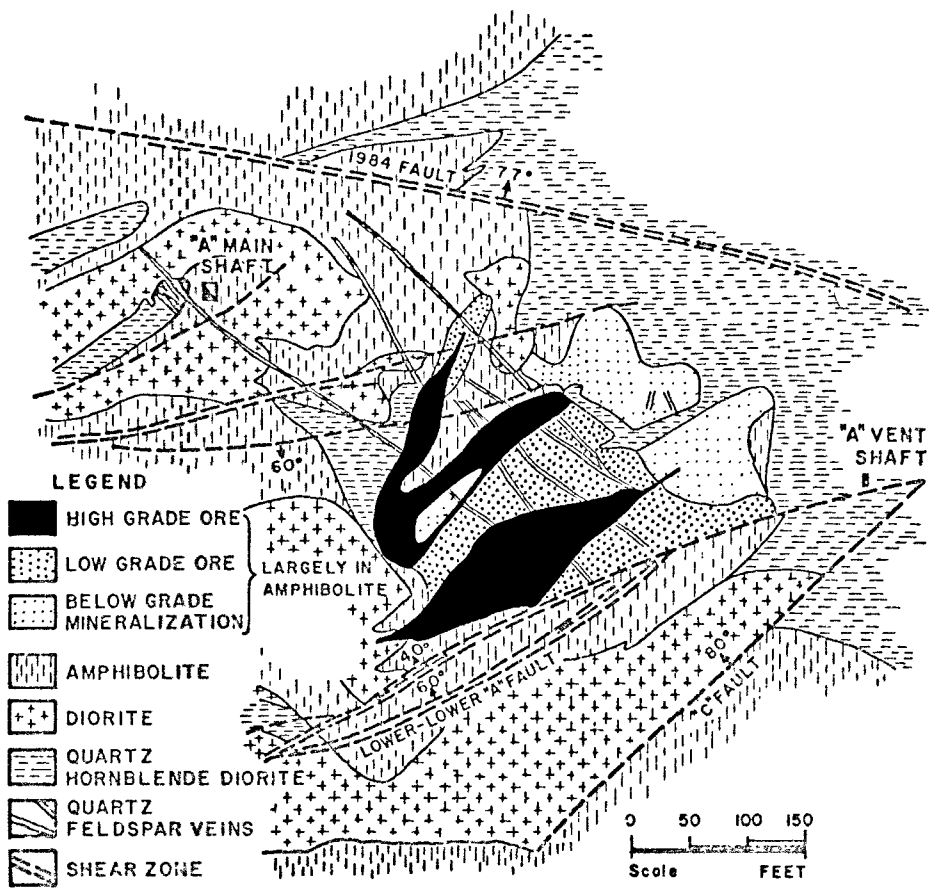 1984 FAULT
77°
"A" MAIN
SHAFT
60°
"A" VENT
SHAFT
LEGEND
HIGH GRADE ORE
LOW GRADE ORE
BELOW GRADE
MINERALIZATION
LARGELY IN
AMPHIBOLITE
AMPHIBOLITE
DIORITE
QUARTZ
HORNBLENDE DIORITE
QUARTZ
FELDSPAR VEINS
SHEAR ZONE
40°
60°
LOWER-LOWER "A" FAULT
80°
"C" FAULT
0 50 100 150
Scale FEET